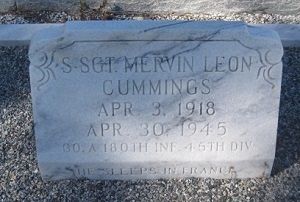 S SGT. MERVIN LEON
CUMMINGS
APR. 3, 1918
APR. 30, 1945
CO. A 180TH INF. 45TH DIV.
HE SLEEPS IN FRANCE